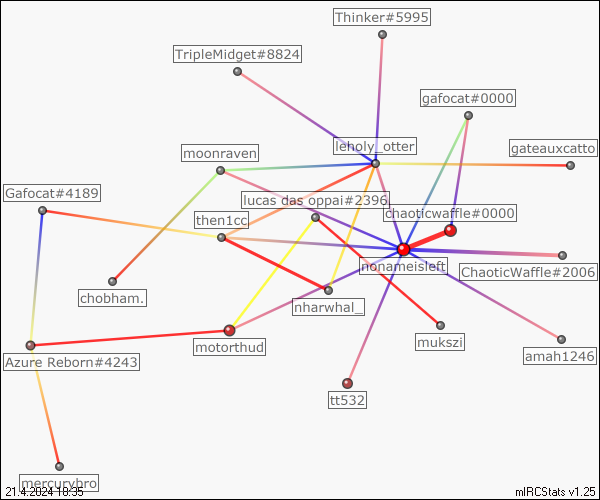 Thinker#5995
TripleMidget#8824
gafocat#0000
leholy_otter
gateauxcatto
moonraven
Gafocat#4189
lucas das oppai#2396
chaoticwaffle#0000
then1cc
nonameisleft
ChaoticWaffle#2006
chobham.
nharwhal_
motorthud
mukszi
amah1246
Azure Reborn#4243
tt532
mercurybro
21.4.2024 18:35
mIRCStats v1.25